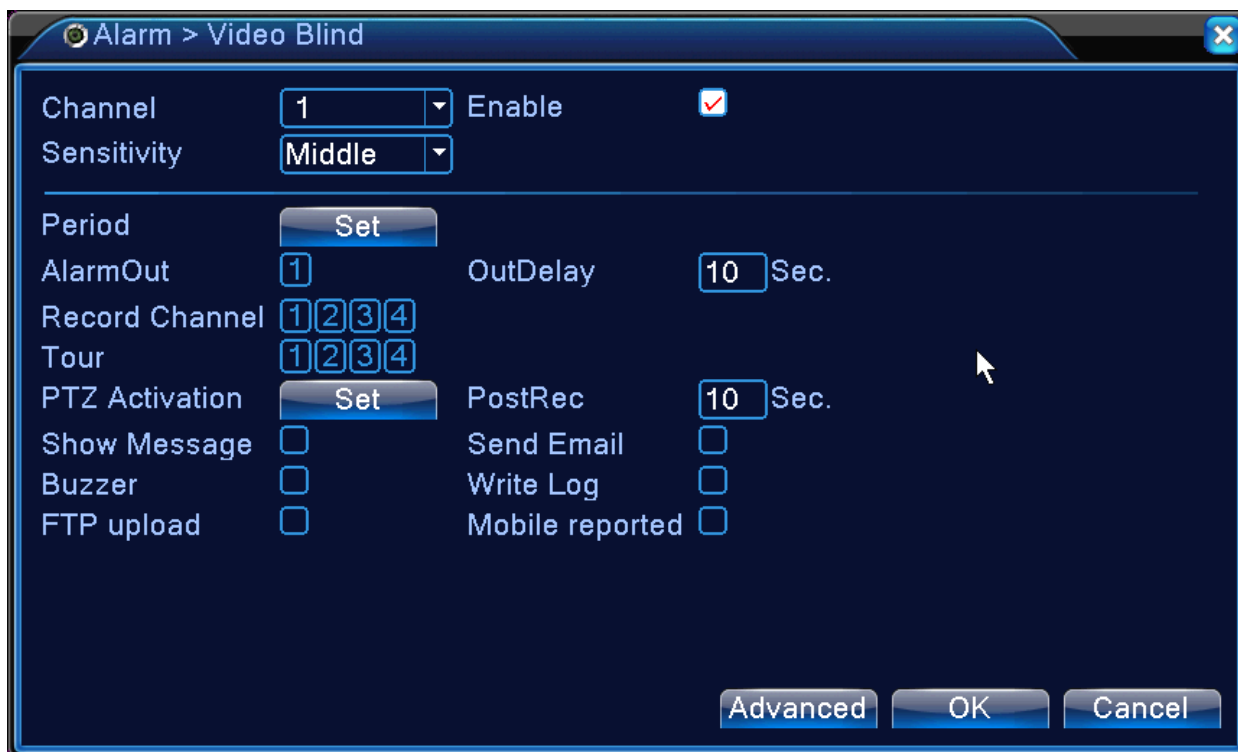 Alarm > Video Blind
Channel 1 Enable
Sensitivity Middle
Period Set
AlarmOut 1 OutDelay 10 Sec.
Record Channel 1 2 3 4
Tour 1 2 3 4
PTZ Activation Set PostRec 10 Sec.
Show Message Send Email
Buzzer Write Log
FTP upload Mobile reported
Advanced OK Cancel